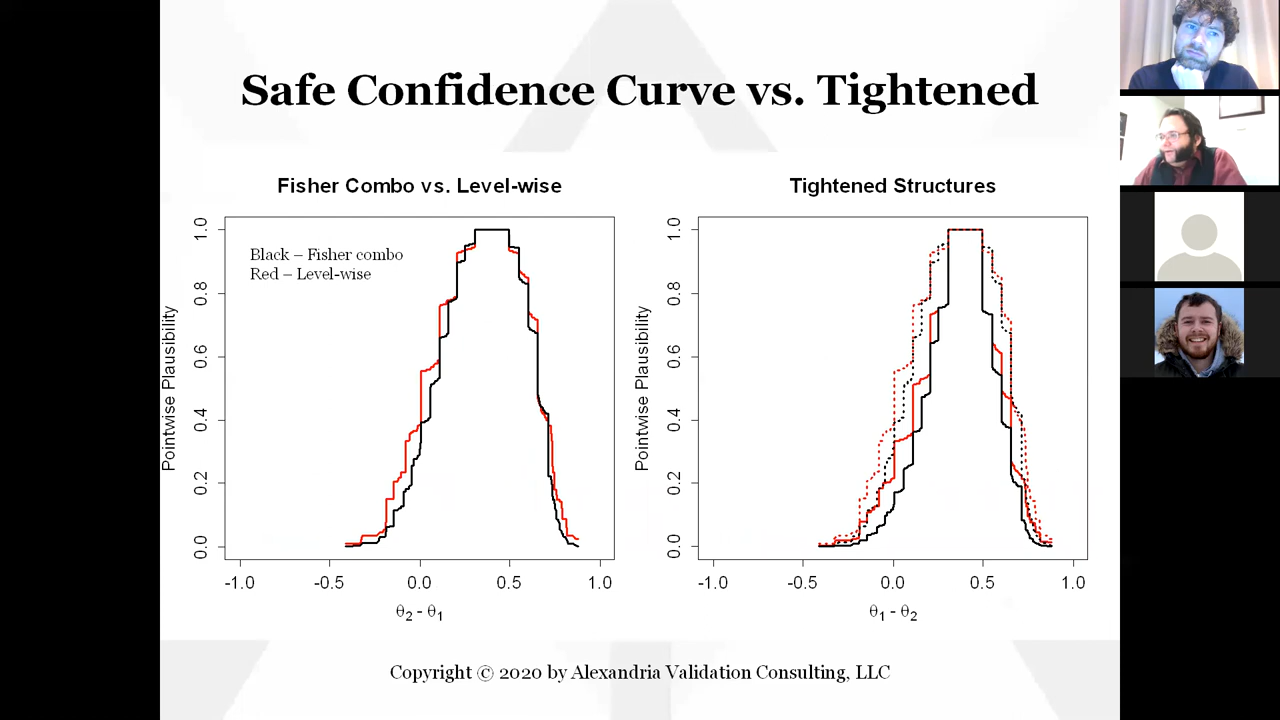 Safe Confidence Curve vs. Tightened
Fisher Combo vs. Level-wise
Black – Fisher combo
Red – Level-wise
Pointwise Plausibility
1.0
0.8
0.6
0.4
0.2
0.0
-1.0 -0.5 0.0 0.5 1.0
θ2 - θ1
Tightened Structures
Pointwise Plausibility
1.0
0.8
0.6
0.4
0.2
0.0
-1.0 -0.5 0.0 0.5 1.0
θ1 - θ2
Copyright © 2020 by Alexandria Validation Consulting, LLC